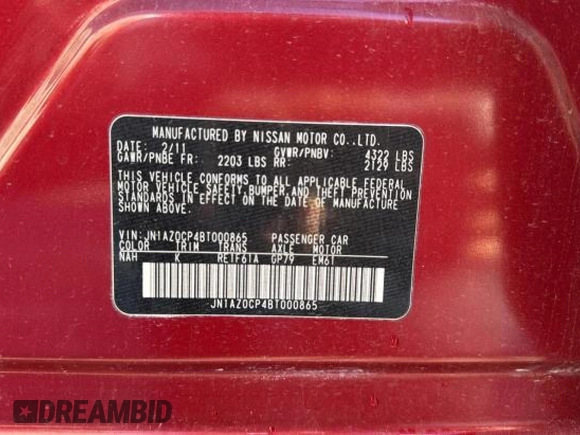 MANUFACTURED BY NISSAN MOTOR CO.,LTD.
DATE: 2/11 GVWR/PNBV: 4322 LBS
GAWR/PNBE FR: 2203 LBS RR: 2129 LBS
THIS VEHICLE CONFORMS TO ALL APPLICABLE FEDERAL
MOTOR VEHICLE SAFETY,BUMPER,AND THEFT PREVENTION
STANDARDS IN EFFECT ON THE DATE OF MANUFACTURE
SHOWN ABOVE.
VIN: JN1AZ0CP4BT000865 PASSENGER CAR
COLOR TRIM TRANS AXLE MOTOR
NAH K RE1F61A GP79 EM61
JN1AZ0CP4BT000865
DREAMBID